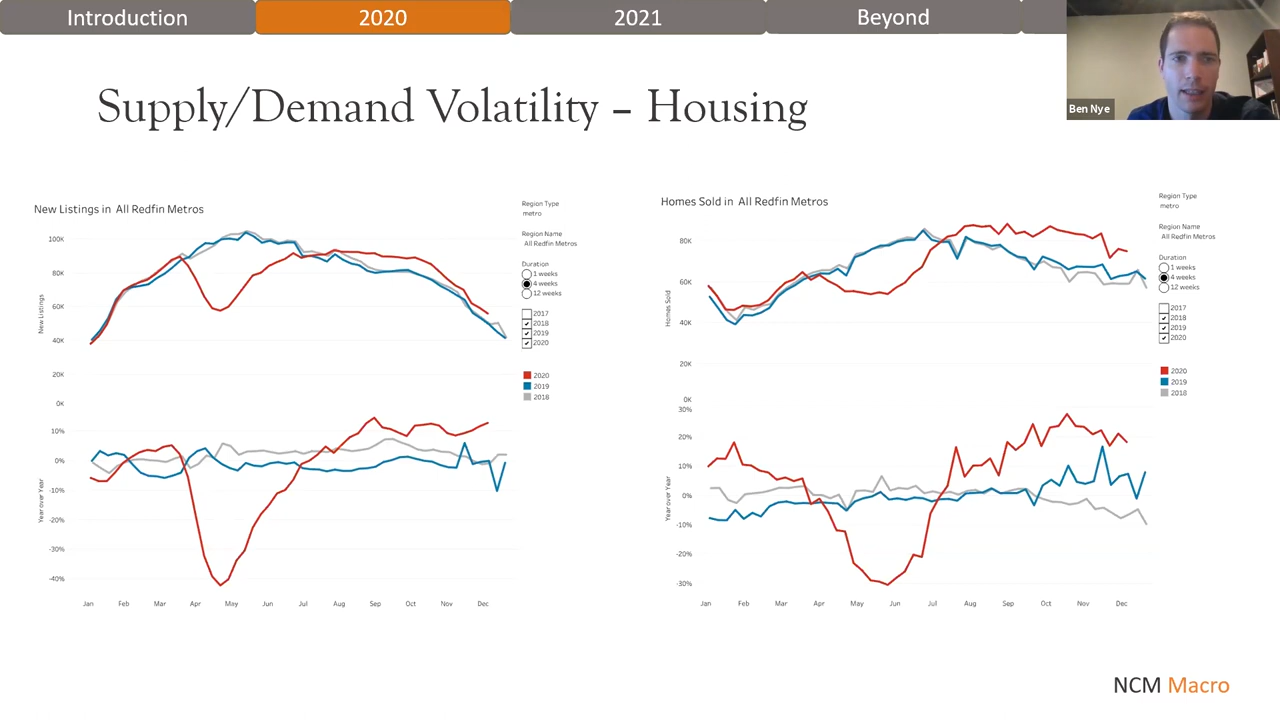 Introduction
2020
2021
Beyond
Ben Nye
Supply/Demand Volatility – Housing
New Listings in All Redfin Metros
100K
80K
60K
40K
20K
0K
New Listings
10%
0%
-10%
-20%
-30%
-40%
Year over Year
Jan Feb Mar Apr May Jun Jul Aug Sep Oct Nov Dec
Region Type
metro
Region Name
All Redfin Metros
Duration
1 weeks
4 weeks
12 weeks
2017
2018
2019
2020
2020
2019
2018
Homes Sold in All Redfin Metros
80K
60K
40K
20K
0K
Homes Sold
30%
20%
10%
0%
-10%
-20%
-30%
Year over Year
Jan Feb Mar Apr May Jun Jul Aug Sep Oct Nov Dec
Region Type
metro
Region Name
All Redfin Metros
Duration
1 weeks
4 weeks
12 weeks
2017
2018
2019
2020
2020
2019
2018
NCM Macro